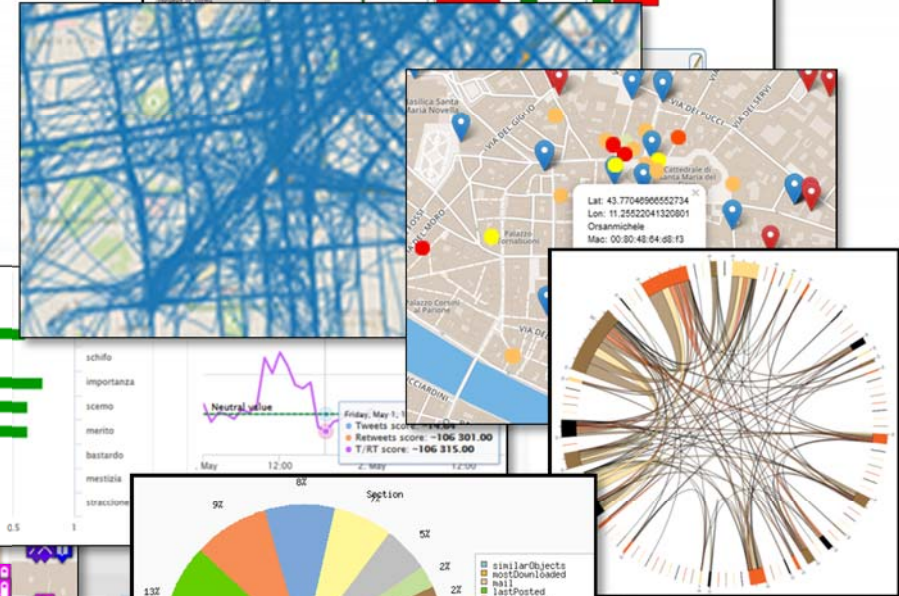 Basilica Santa
Maria Novella
VIA DEL GIGLIO
VIA DEI PUCCI
VIA DEI SERVI
Cattedrale di
Santa Maria del
Lat: 43.77046966552734
Lon: 11.25522041320801
Orsanmichele
Mac: 00:80:48:64:d8:f3
DEL MORO
Palazzo
Palazzo Corsini
al Parione
VIA DE
CCIARDINI
schifo
importanza
scemo
merito
bastardo
mestizia
straccione
0.5
1
Neutral value
Friday, May 1, 1
Tweets score:
Retweets score: -106 301.00
T/RT score: -106 315.00
May
12:00
2. May
12:00
Section
8%
9%
5%
2%
2%
13%
similarObjects
mostDownloaded
mail
lastPosted